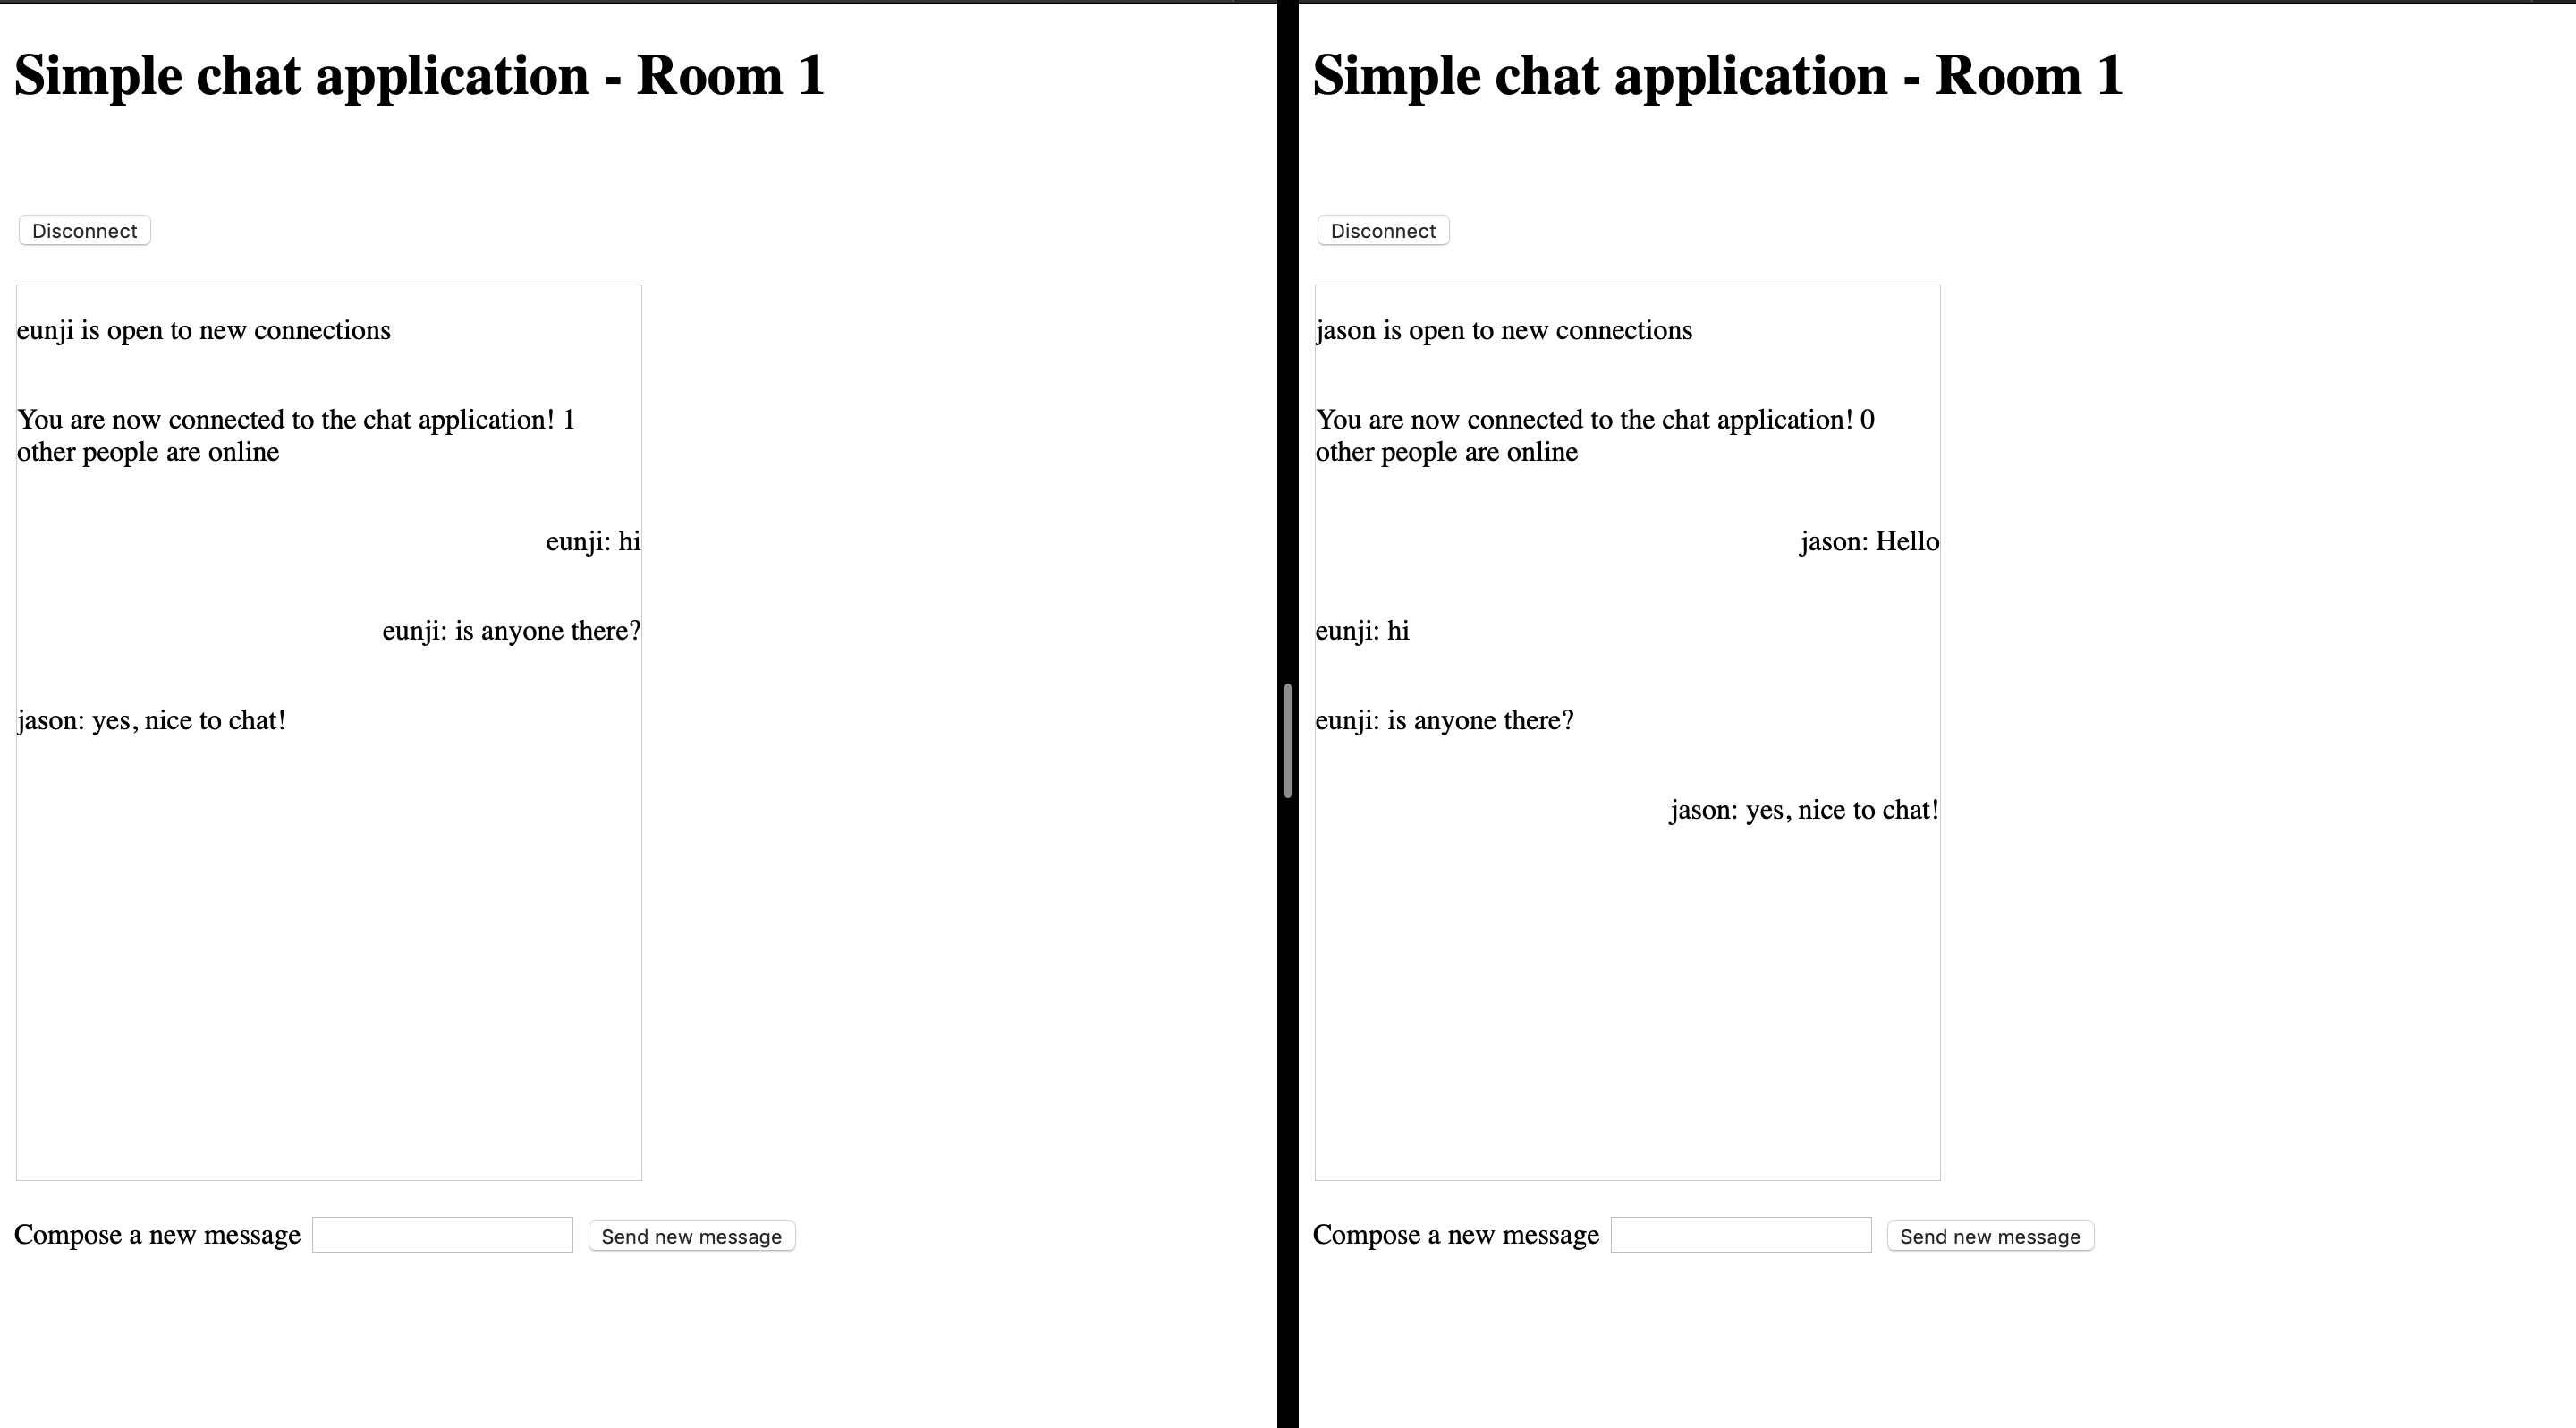 Simple chat application - Room 1
Disconnect
eunji is open to new connections
You are now connected to the chat application! 1
other people are online
eunji: hi
eunji: is anyone there?
jason: yes, nice to chat!
Compose a new message Send new message
Simple chat application - Room 1
Disconnect
jason is open to new connections
You are now connected to the chat application! 0
other people are online
jason: Hello
eunji: hi
eunji: is anyone there?
jason: yes, nice to chat!
Compose a new message Send new message